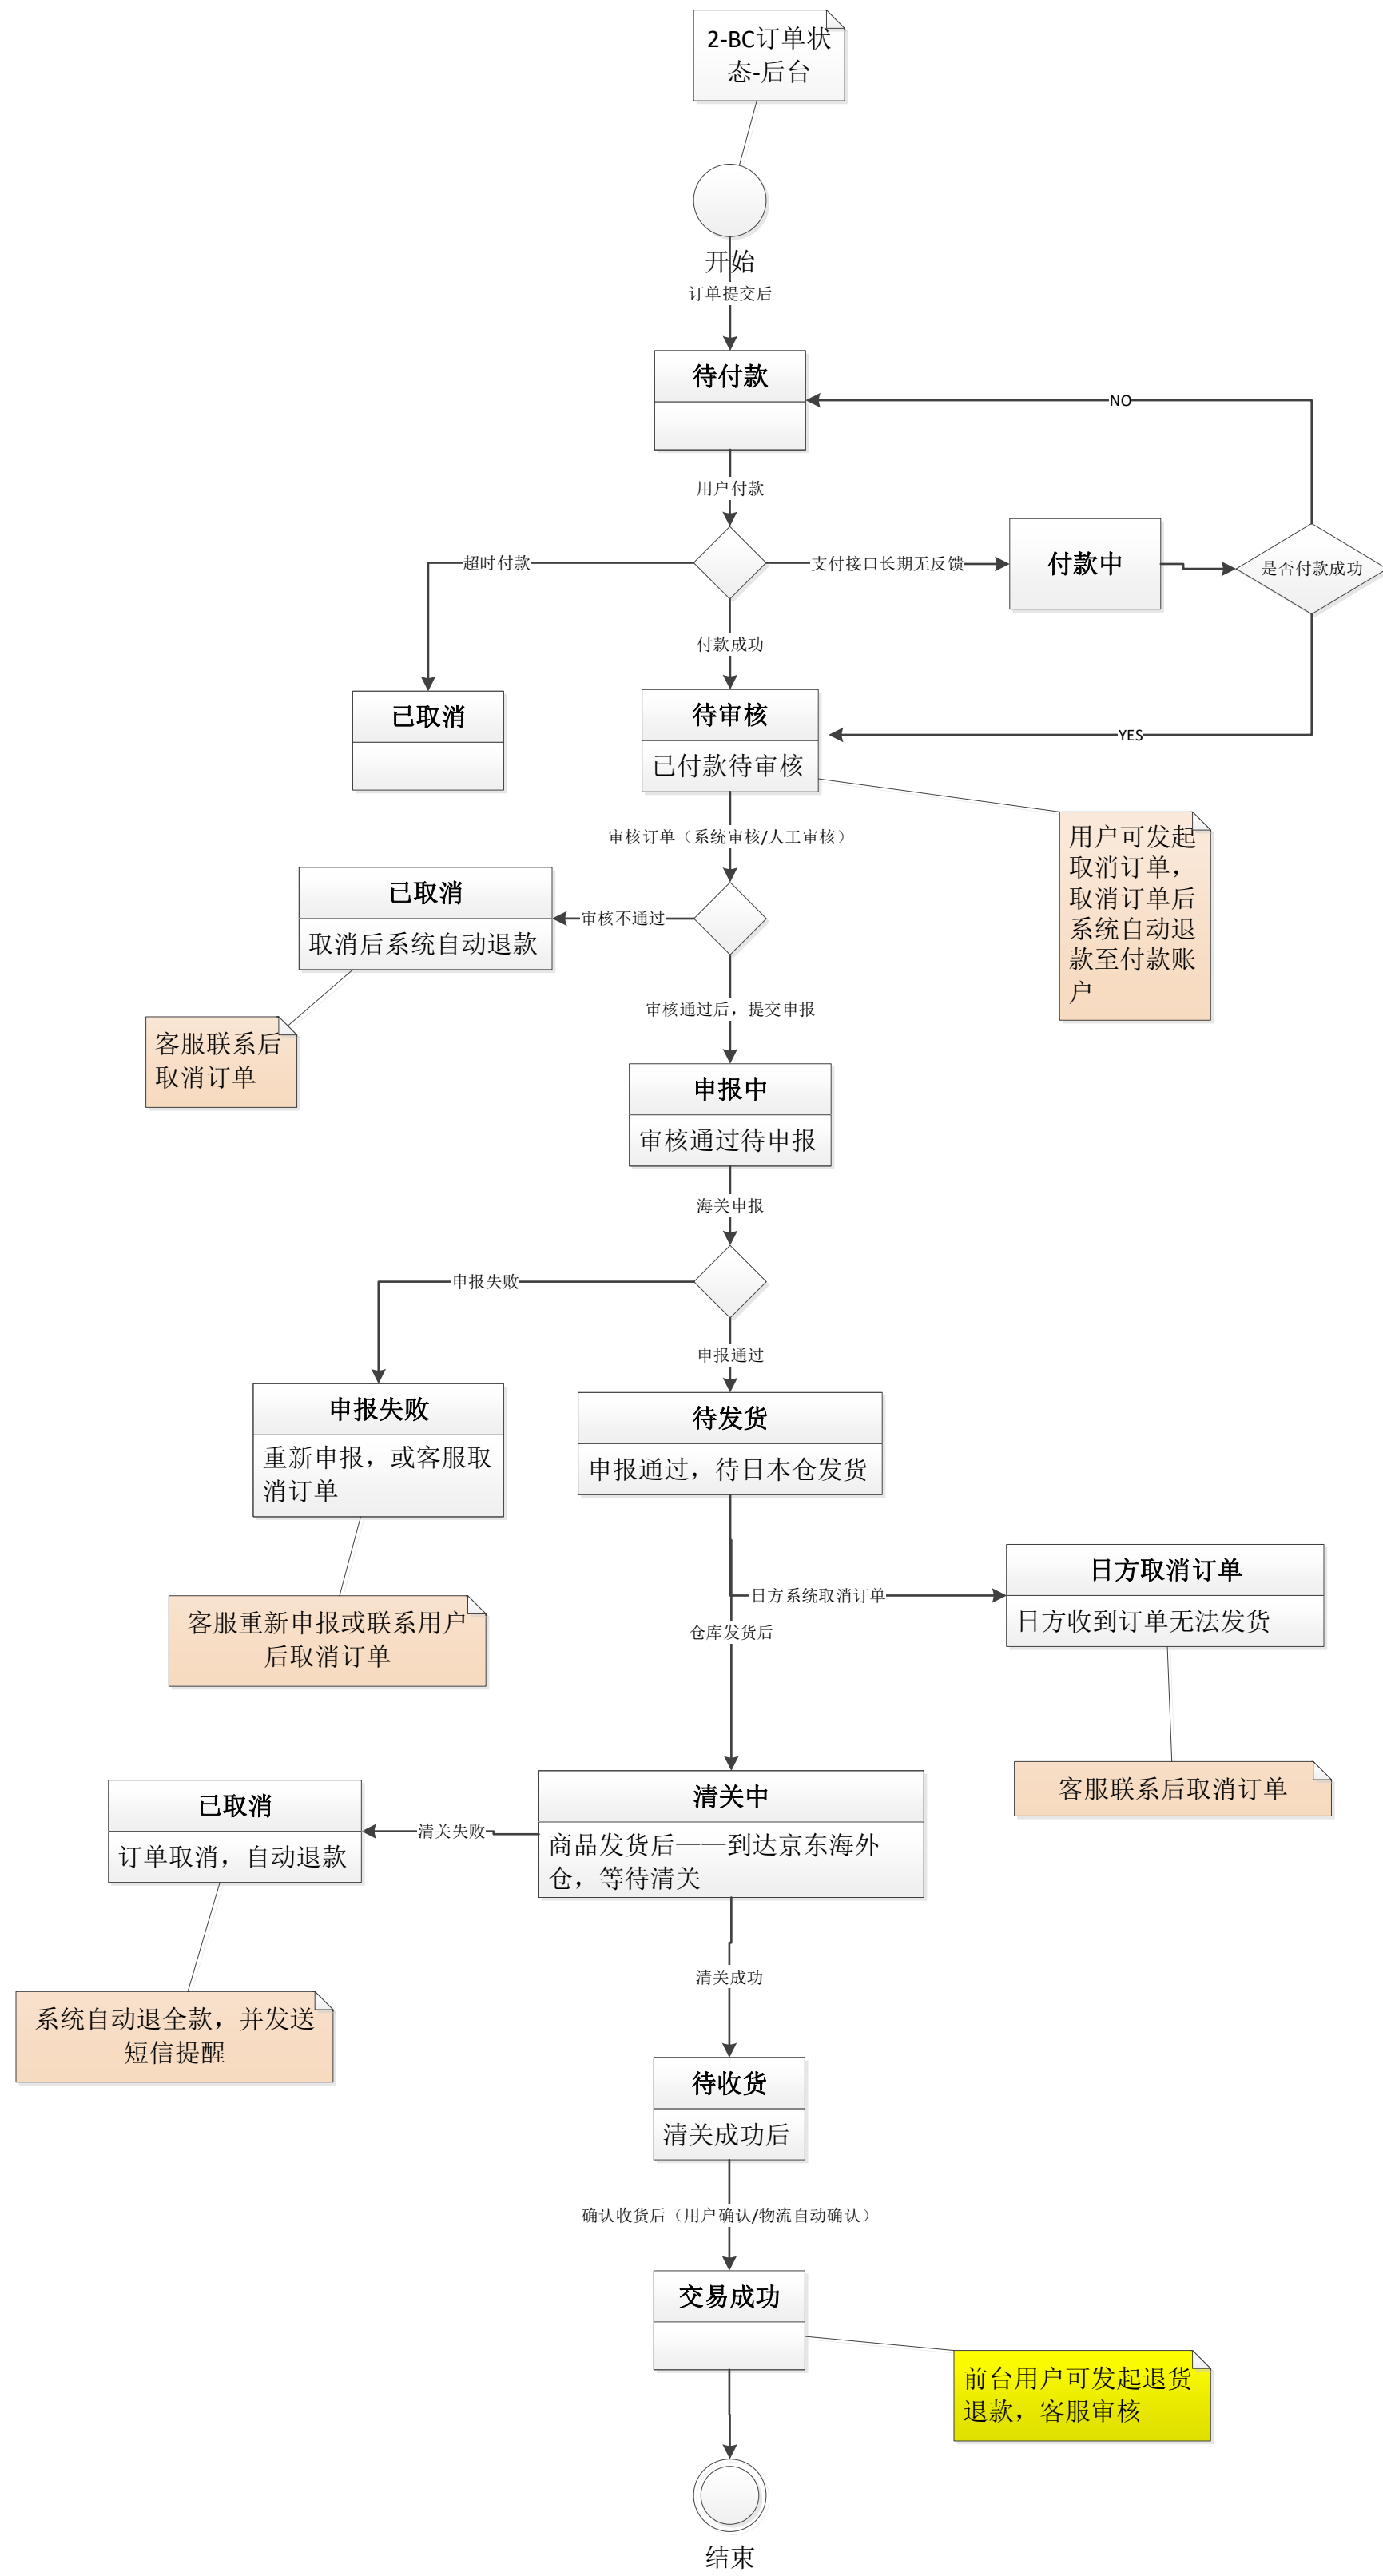 2-BC订单状
态-后台
开始
订单提交后
待付款
NO
用户付款
超时付款
支付接口长期无反馈
付款中
是否付款成功
付款成功
已取消
待审核
已付款待审核
YES
审核订单（系统审核/人工审核）
用户可发起
取消订单，
取消订单后
系统自动退
款至付款账
户
已取消
取消后系统自动退款
审核不通过
客服联系后
取消订单
审核通过后，提交申报
申报中
审核通过待申报
海关申报
申报失败
申报通过
申报失败
重新申报，或客服取
消订单
待发货
申报通过，待日本仓发货
客服重新申报或联系用户
后取消订单
日方系统取消订单
日方取消订单
日方收到订单无法发货
仓库发货后
客服联系后取消订单
已取消
订单取消，自动退款
清关失败
清关中
商品发货后——到达京东海外
仓，等待清关
系统自动退全款，并发送
短信提醒
清关成功
待收货
清关成功后
确认收货后（用户确认/物流自动确认）
交易成功
前台用户可发起退货
退款，客服审核
结束